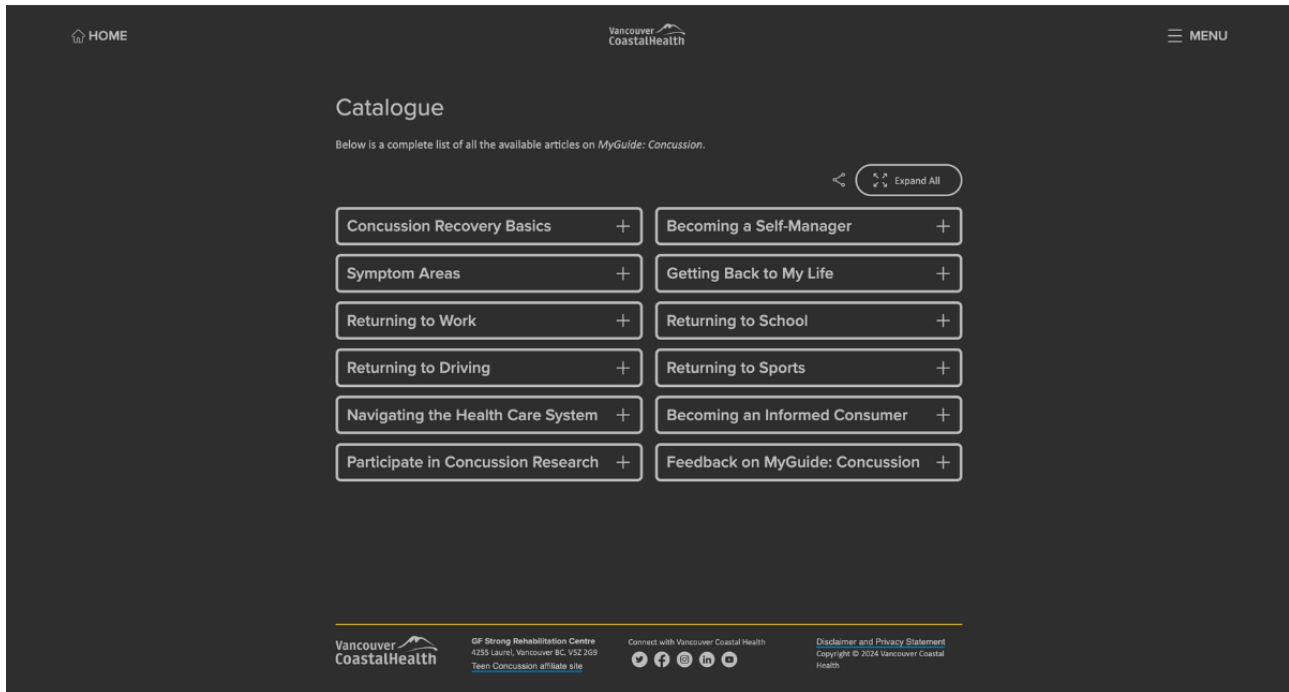 HOME
Vancouver
CoastalHealth
MENU
Catalogue
Below is a complete list of all the available articles on MyGuide: Concussion.
Expand All
Concussion Recovery Basics
Becoming a Self-Manager
Symptom Areas
Getting Back to My Life
Returning to Work
Returning to School
Returning to Driving
Returning to Sports
Navigating the Health Care System
Becoming an Informed Consumer
Participate in Concussion Research
Feedback on MyGuide: Concussion
Vancouver
CoastalHealth
GF Strong Rehabilitation Centre
4255 Laurel, Vancouver BC, V5Z 2G9
Teen Concussion affiliate site
Connect with Vancouver Coastal Health
Disclaimer and Privacy Statement
Copyright © 2024 Vancouver Coastal
Health